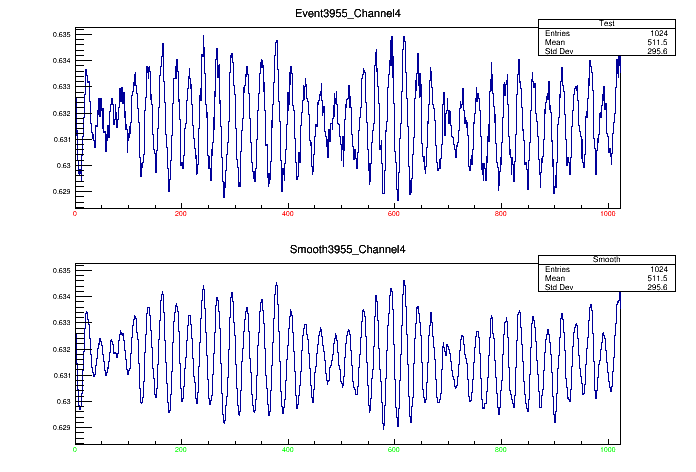 Event3955_Channel4
Test
Entries 1024
Mean 511.5
Std Dev 295.6
0.635
0.634
0.633
0.632
0.631
0.63
0.629
0 200 400 600 800 1000
Smooth3955_Channel4
Smooth
Entries 1024
Mean 511.5
Std Dev 295.6
0.635
0.634
0.633
0.632
0.631
0.63
0.629
0 200 400 600 800 1000